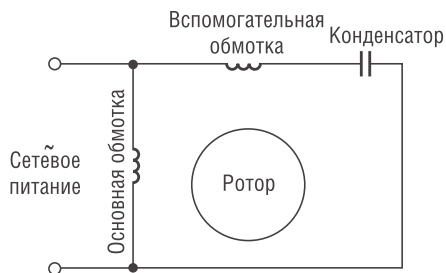 Вспомогательная
обмотка
Конденсатор
Основная обмотка
~
Сетевое
питание
Ротор